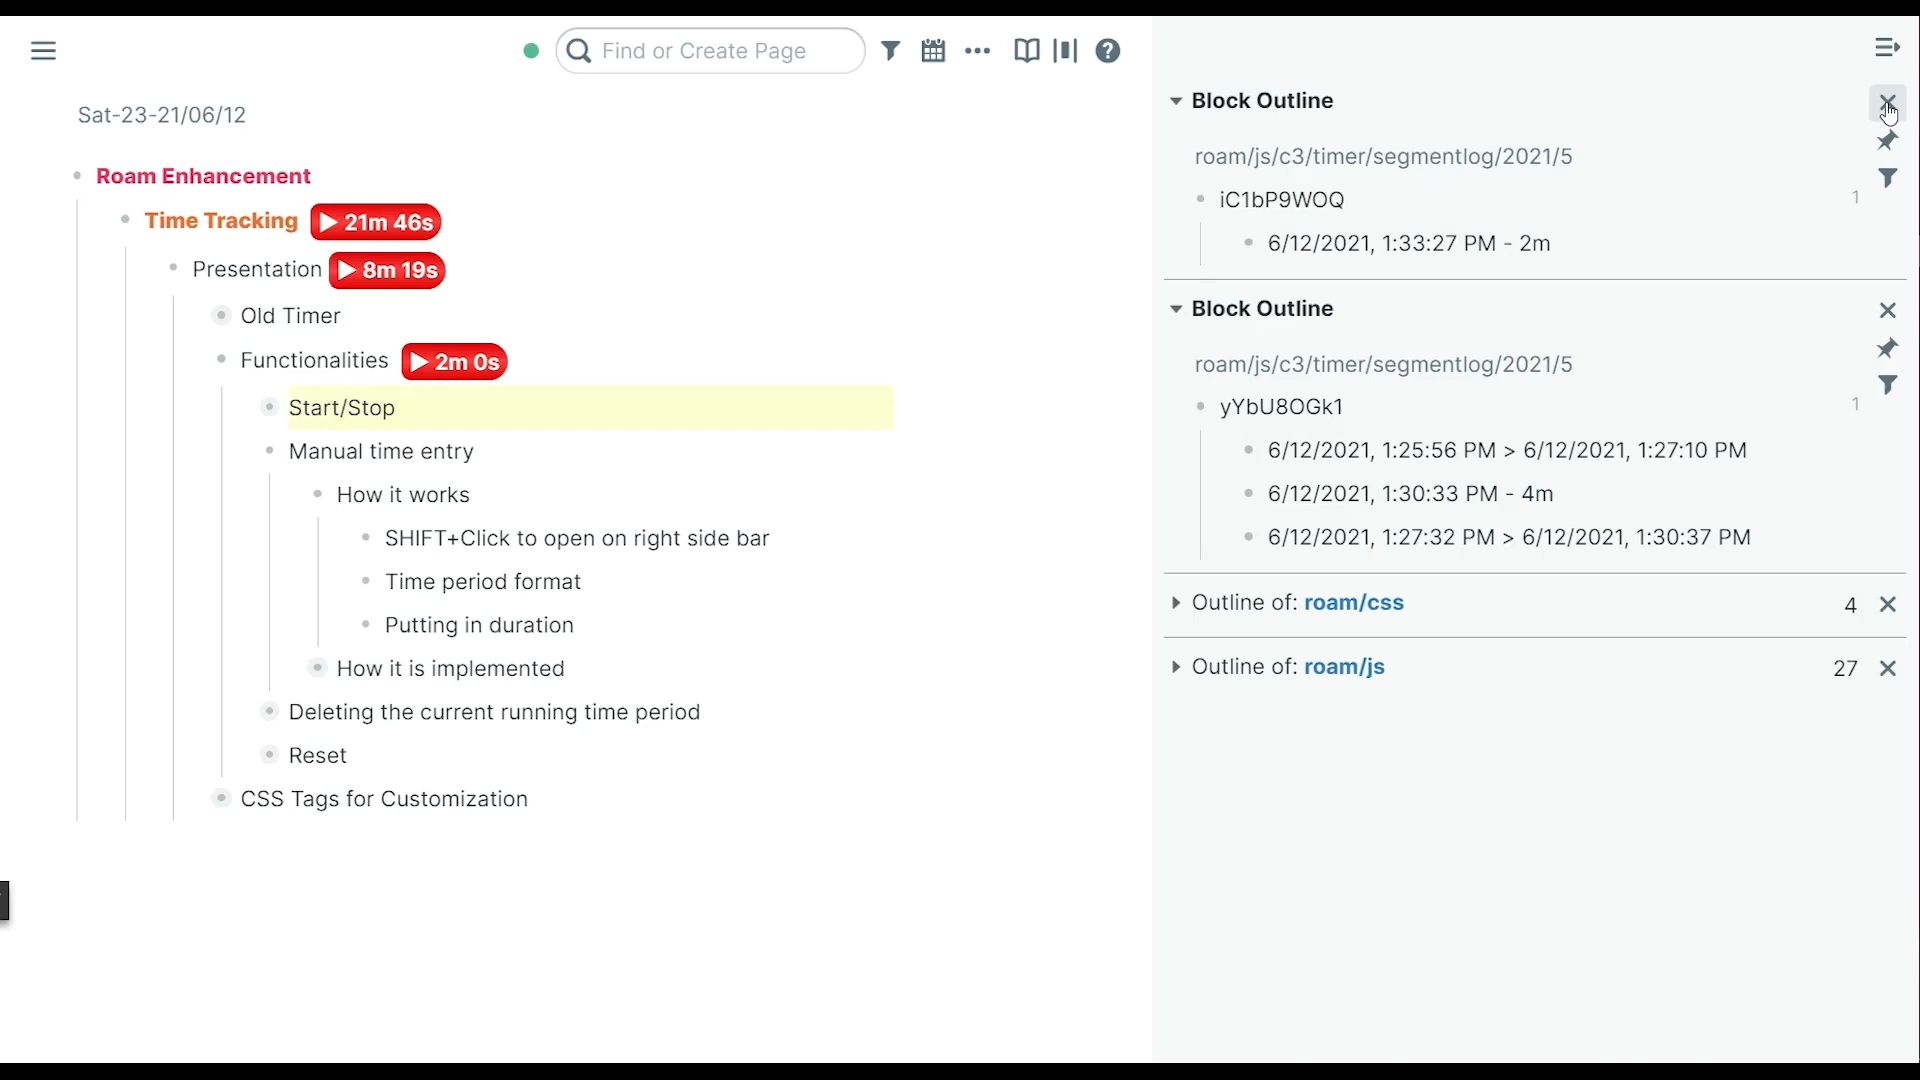 Find or Create Page
Sat-23-21/06/12
Roam Enhancement
Time Tracking 21m 46s
Presentation 8m 19s
Old Timer
Functionalities 2m 0s
Start/Stop
Manual time entry
How it works
SHIFT+Click to open on right side bar
Time period format
Putting in duration
How it is implemented
Deleting the current running time period
Reset
CSS Tags for Customization
Block Outline
roam/js/c3/timer/segmentlog/2021/5
iC1bP9WOQ 1
6/12/2021, 1:33:27 PM - 2m
Block Outline
roam/js/c3/timer/segmentlog/2021/5
yYbU8OGk1 1
6/12/2021, 1:25:56 PM > 6/12/2021, 1:27:10 PM
6/12/2021, 1:30:33 PM - 4m
6/12/2021, 1:27:32 PM > 6/12/2021, 1:30:37 PM
Outline of: roam/css 4
Outline of: roam/js 27